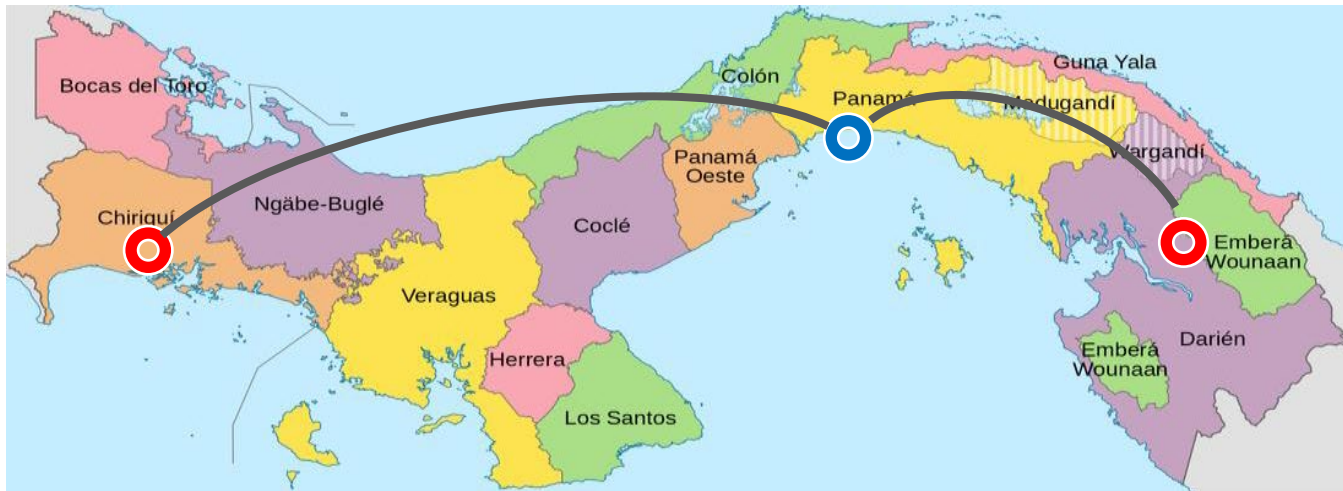 Bocas del Toro
Chiriquí
Ngäbe-Buglé
Veraguas
Herrera
Los Santos
Coclé
Colón
Panamá
Oeste
Panamá
Guna Yala
Madugandí
Wargandí
Emberá
Wounaan
Darién
Emberá
Wounaan